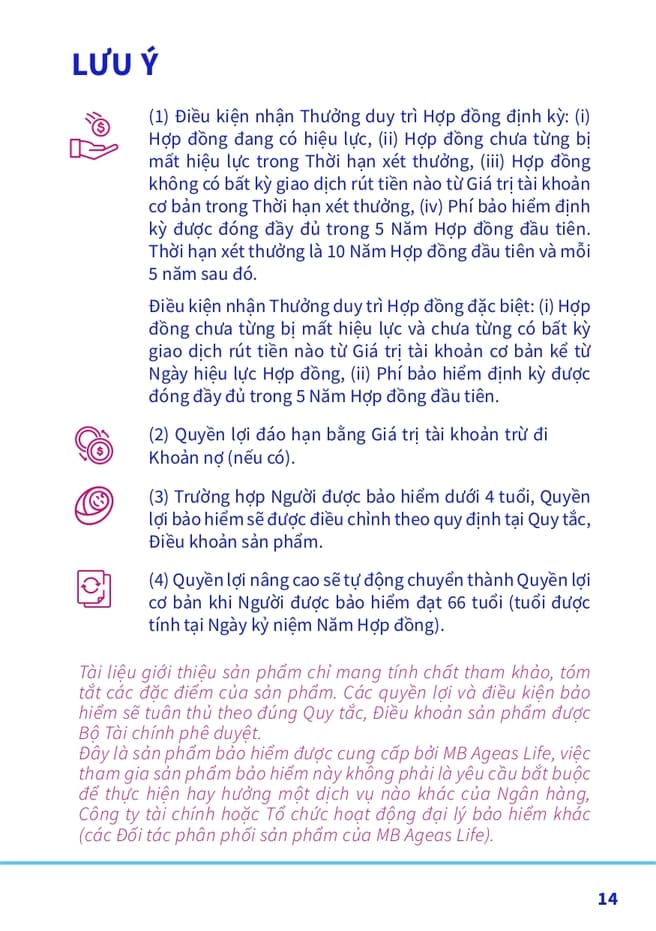 LƯU Ý
(1) Điều kiện nhận Thưởng duy trì Hợp đồng định kỳ: (i)
Hợp đồng đang có hiệu lực, (ii) Hợp đồng chưa từng bị
mất hiệu lực trong Thời hạn xét thưởng, (iii) Hợp đồng
không có bất kỳ giao dịch rút tiền nào từ Giá trị tài khoản
cơ bản trong Thời hạn xét thưởng, (iv) Phí bảo hiểm định
kỳ được đóng đầy đủ trong 5 Năm Hợp đồng đầu tiên.
Thời hạn xét thưởng là 10 Năm Hợp đồng đầu tiên và mỗi
5 năm sau đó.
Điều kiện nhận Thưởng duy trì Hợp đồng đặc biệt: (i) Hợp
đồng chưa từng bị mất hiệu lực và chưa từng có bất kỳ
giao dịch rút tiền nào từ Giá trị tài khoản cơ bản kể từ
Ngày hiệu lực Hợp đồng, (ii) Phí bảo hiểm định kỳ được
đóng đầy đủ trong 5 Năm Hợp đồng đầu tiên.
(2) Quyền lợi đáo hạn bằng Giá trị tài khoản trừ đi
Khoản nợ (nếu có).
(3) Trường hợp Người được bảo hiểm dưới 4 tuổi, Quyền
lợi bảo hiểm sẽ được điều chỉnh theo quy định tại Quy tắc,
Điều khoản sản phẩm.
(4) Quyền lợi nâng cao sẽ tự động chuyển thành Quyền lợi
cơ bản khi Người được bảo hiểm đạt 66 tuổi (tuổi được
tính tại Ngày kỷ niệm Năm Hợp đồng).
Tài liệu giới thiệu sản phẩm chỉ mang tính chất tham khảo, tóm
tắt các đặc điểm của sản phẩm. Các quyền lợi và điều kiện bảo
hiểm sẽ tuân thủ theo đúng Quy tắc, Điều khoản sản phẩm được
Bộ Tài chính phê duyệt.
Đây là sản phẩm bảo hiểm được cung cấp bởi MB Ageas Life, việc
tham gia sản phẩm bảo hiểm này không phải là yêu cầu bắt buộc
để thực hiện hay hưởng một dịch vụ nào khác của Ngân hàng,
Công ty tài chính hoặc Tổ chức hoạt động đại lý bảo hiểm khác
(các Đối tác phân phối sản phẩm của MB Ageas Life).
14